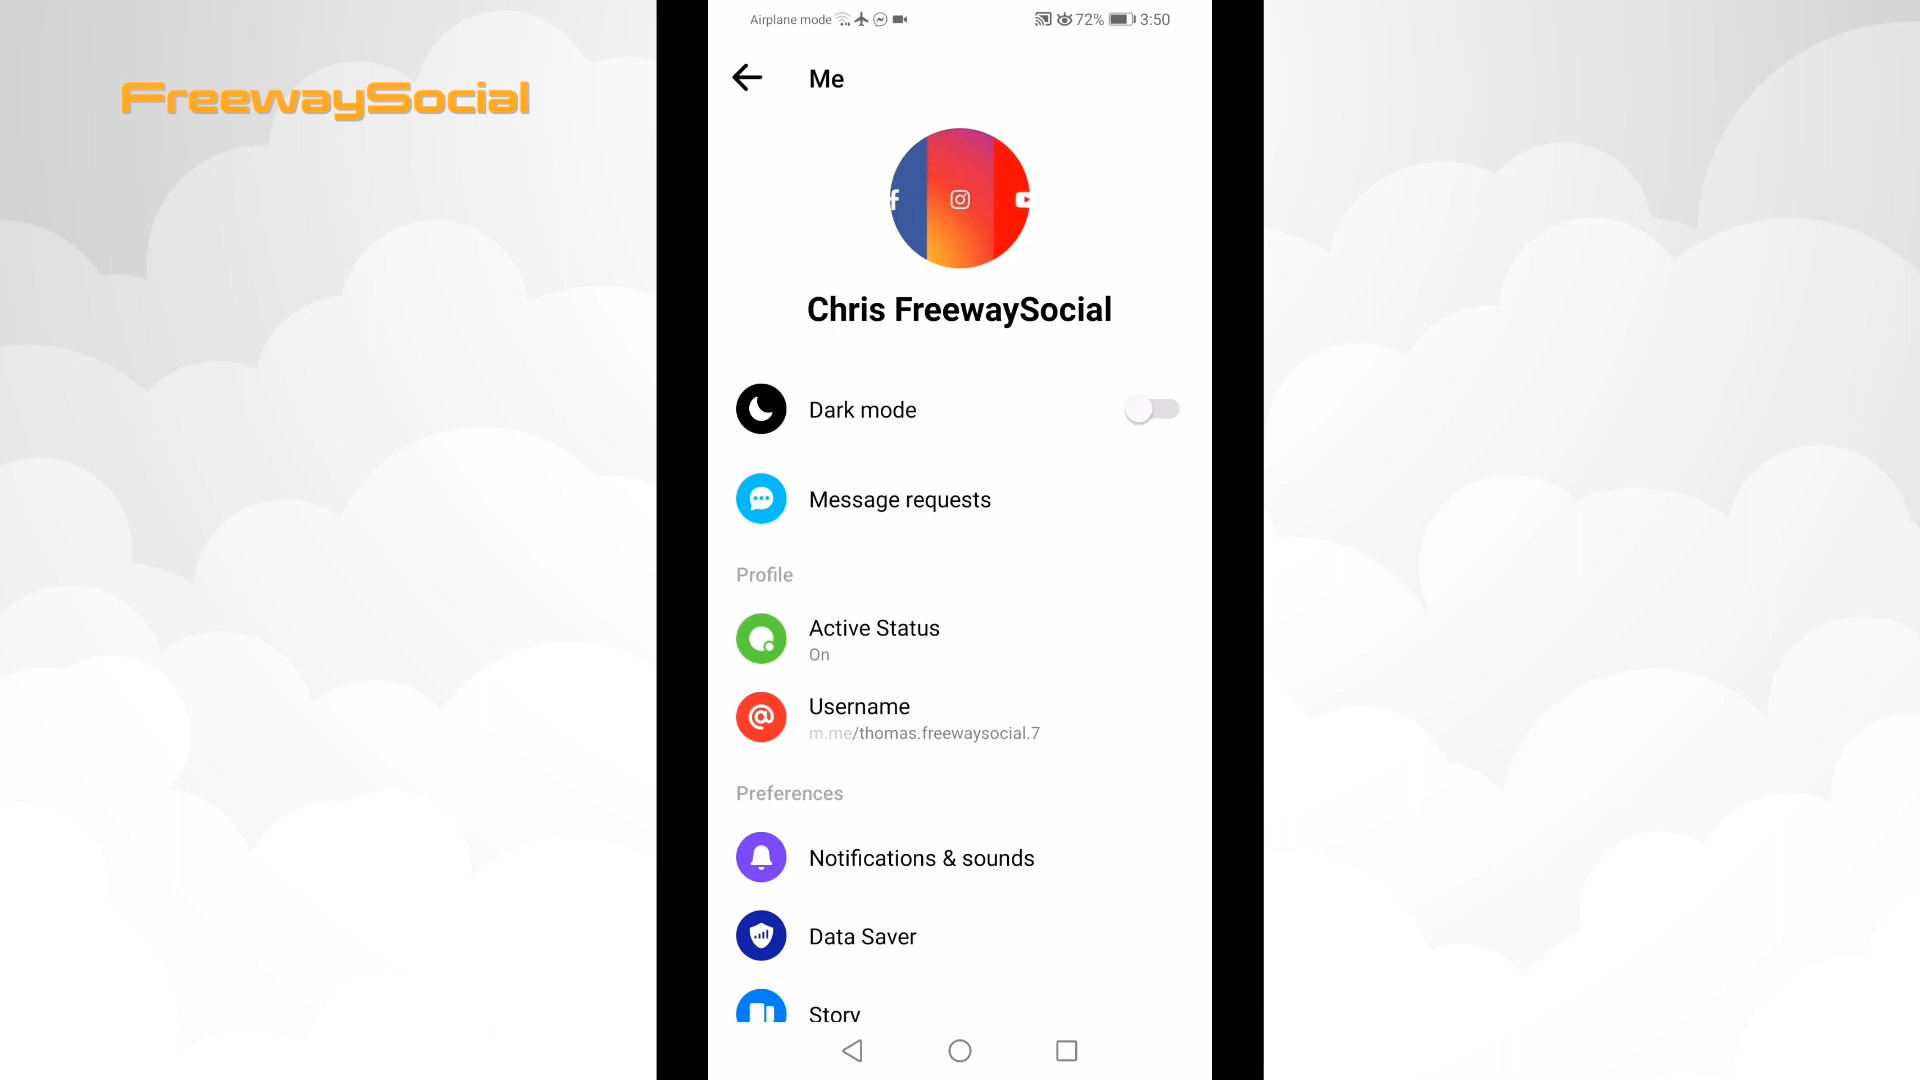 FreewaySocial
Airplane mode 72% 3:50
Me
f
Chris FreewaySocial
Dark mode
Message requests
Profile
Active Status
On
Username
m.me/thomas.freewaysocial.7
Preferences
Notifications & sounds
Data Saver
Story